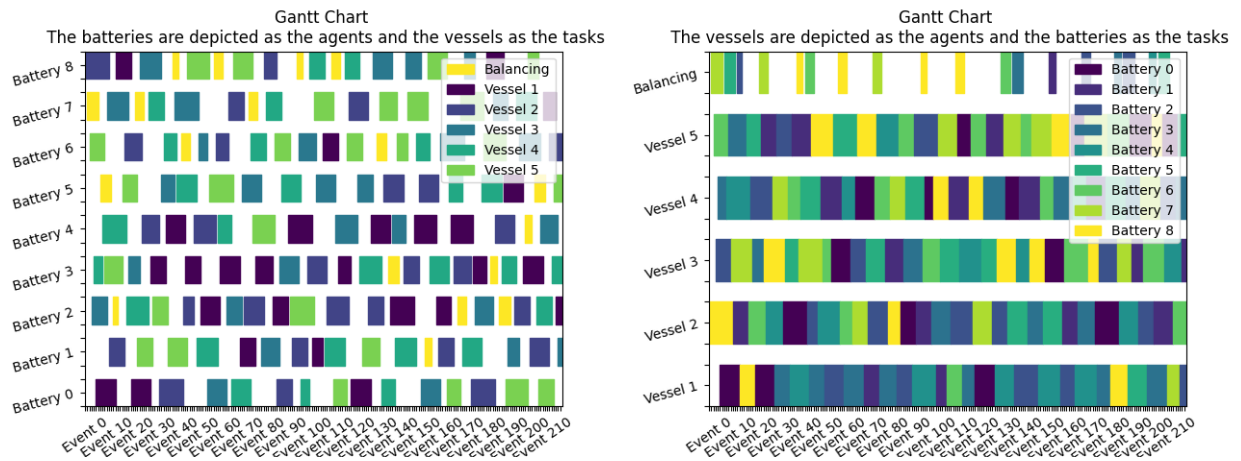 Gantt Chart
The batteries are depicted as the agents and the vessels as the tasks
Battery 8
Battery 7
Battery 6
Battery 5
Battery 4
Battery 3
Battery 2
Battery 1
Battery 0
Balancing
Vessel 1
Vessel 2
Vessel 3
Vessel 4
Vessel 5
Event 0
Event 10
Event 20
Event 30
Event 40
Event 50
Event 60
Event 70
Event 80
Event 90
Event 100
Event 110
Event 120
Event 130
Event 140
Event 150
Event 160
Event 170
Event 180
Event 190
Event 200
Event 210
Gantt Chart
The vessels are depicted as the agents and the batteries as the tasks
Balancing
Vessel 5
Vessel 4
Vessel 3
Vessel 2
Vessel 1
Battery 0
Battery 1
Battery 2
Battery 3
Battery 4
Battery 5
Battery 6
Battery 7
Battery 8
Event 0
Event 10
Event 30
Event 40
Event 50
Event 60
Event 70
Event 80
Event 90
Event 100
Event 110
Event 120
Event 130
Event 140
Event 150
Event 160
Event 170
Event 180
Event 190
Event 200
Event 210